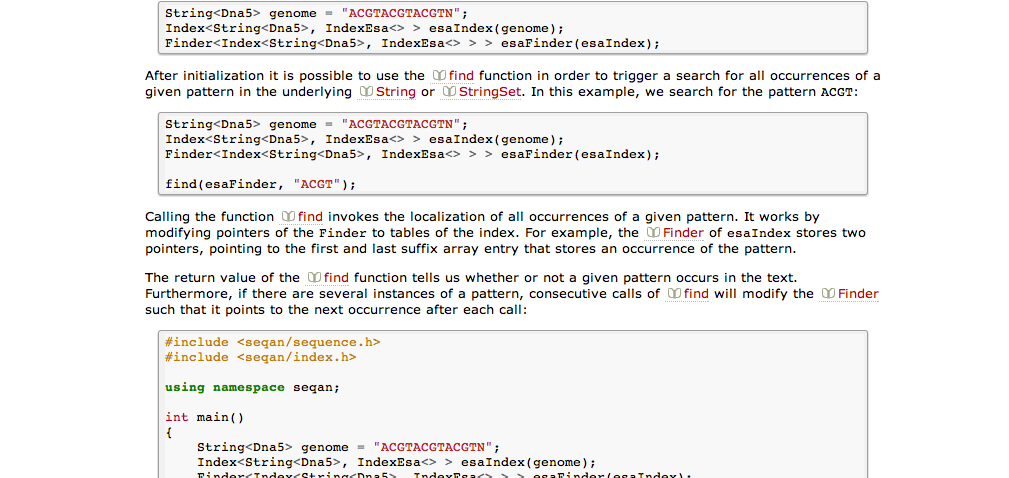 String<Dna5> genome = "ACGTACGTACGTN";
Index<String<Dna5>, IndexEsa<> > esaIndex(genome);
Finder<Index<String<Dna5>, IndexEsa<> > > esaFinder(esaIndex);
After initialization it is possible to use the find function in order to trigger a search for all occurrences of a
given pattern in the underlying String or StringSet. In this example, we search for the pattern ACGT:
String<Dna5> genome = "ACGTACGTACGTN";
Index<String<Dna5>, IndexEsa<> > esaIndex(genome);
Finder<Index<String<Dna5>, IndexEsa<> > > esaFinder(esaIndex);
find(esaFinder, "ACGT");
Calling the function find invokes the localization of all occurrences of a given pattern. It works by
modifying pointers of the Finder to tables of the index. For example, the Finder of esaIndex stores two
pointers, pointing to the first and last suffix array entry that stores an occurrence of the pattern.
The return value of the find function tells us whether or not a given pattern occurs in the text.
Furthermore, if there are several instances of a pattern, consecutive calls of find will modify the Finder
such that it points to the next occurrence after each call:
#include <seqan/sequence.h>
#include <seqan/index.h>
using namespace seqan;
int main()
{
String<Dna5> genome = "ACGTACGTACGTN";
Index<String<Dna5>, IndexEsa<> > esaIndex(genome);
Finder<Index<String<Dna5>, IndexEsa<> > > esaFinder(esaIndex);